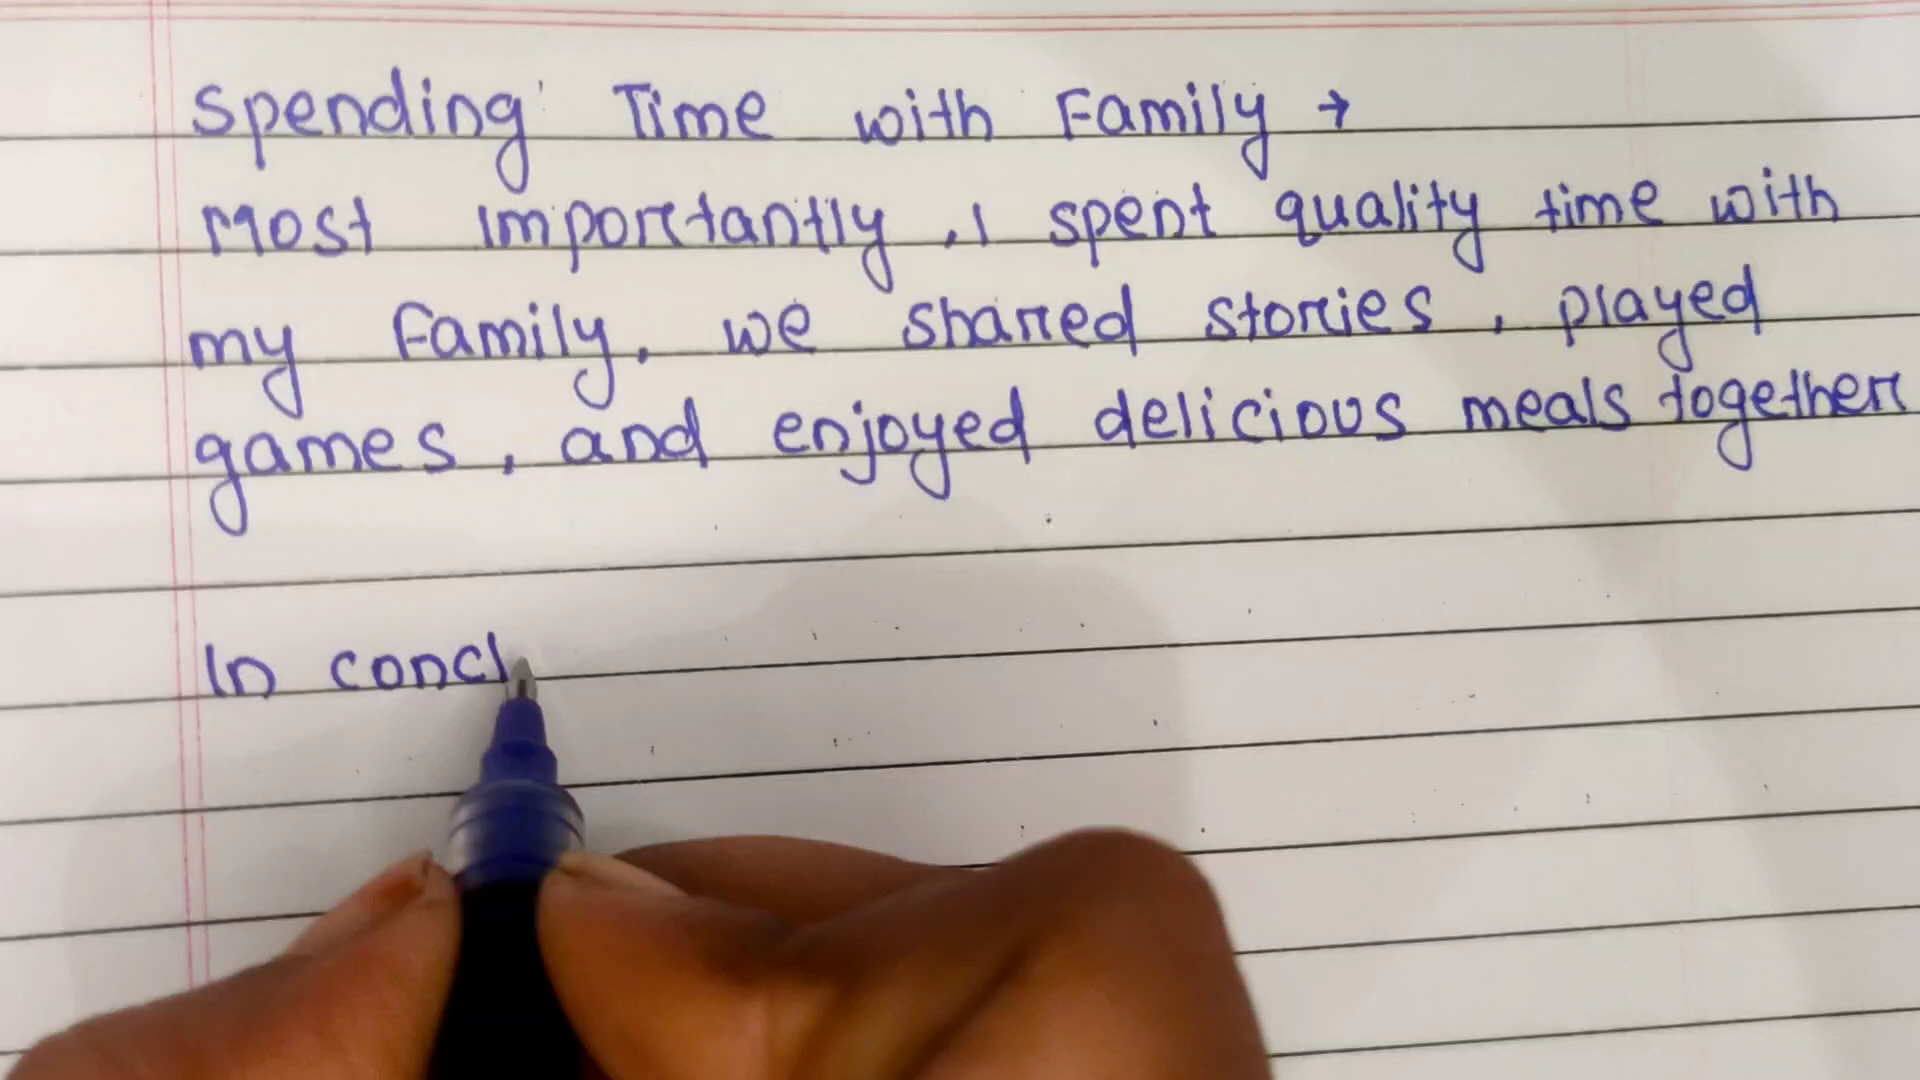 Spending Time with Family →
Most importantly, I spent quality time with
my family. we shared stories, played
games, and enjoyed delicious meals together
In concl